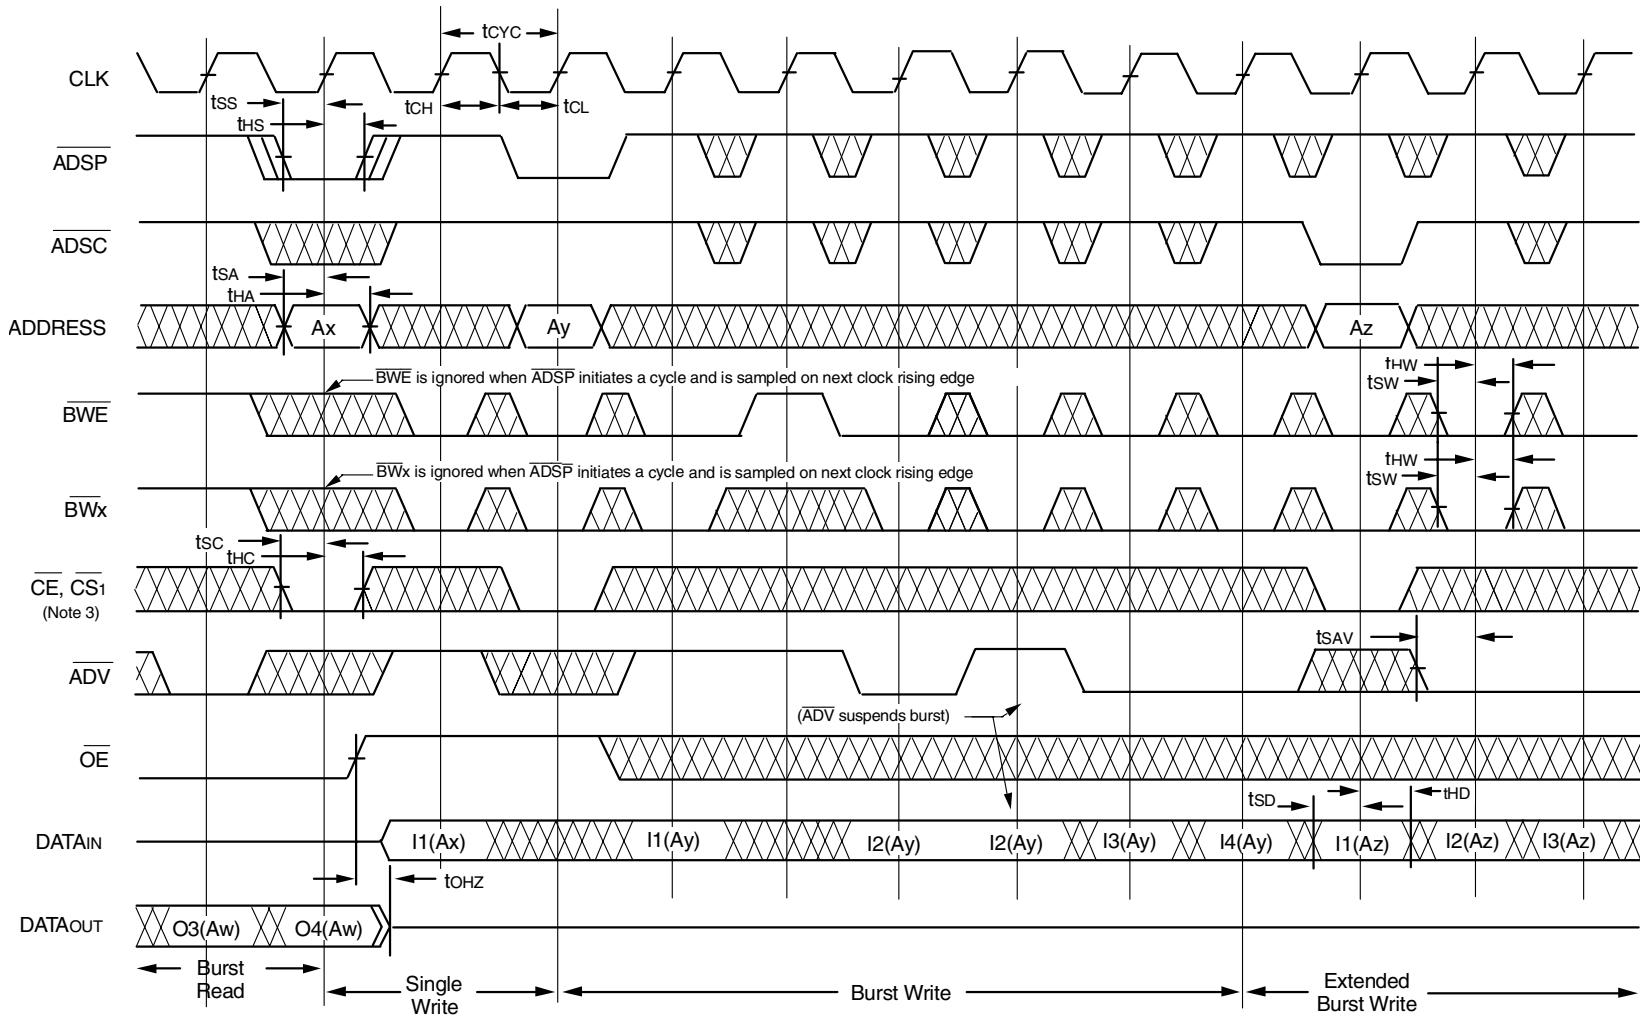 tCYC
CLK
tSS
tCH
tCL
tHS
ADSP
ADSC
tSA
tHA
ADDRESS
Ax
Ay
Az
tHW
BWE is ignored when ADSP initiates a cycle and is sampled on next clock rising edge
tSW
BWE
tHW
BWx is ignored when ADSP initiates a cycle and is sampled on next clock rising edge
tSW
BWx
tSC
tHC
CE, CS1
(Note 3)
tSAV
ADV
(ADV suspends burst)
OE
tSD
tHD
DATAIN
I1(Ax)
I1(Ay)
I2(Ay)
I2(Ay)
I3(Ay)
I4(Ay)
I1(Az)
I2(Az)
I3(Az)
tOHZ
DATAOUT
O3(Aw)
O4(Aw)
Burst
Read
Single
Write
Burst Write
Extended
Burst Write